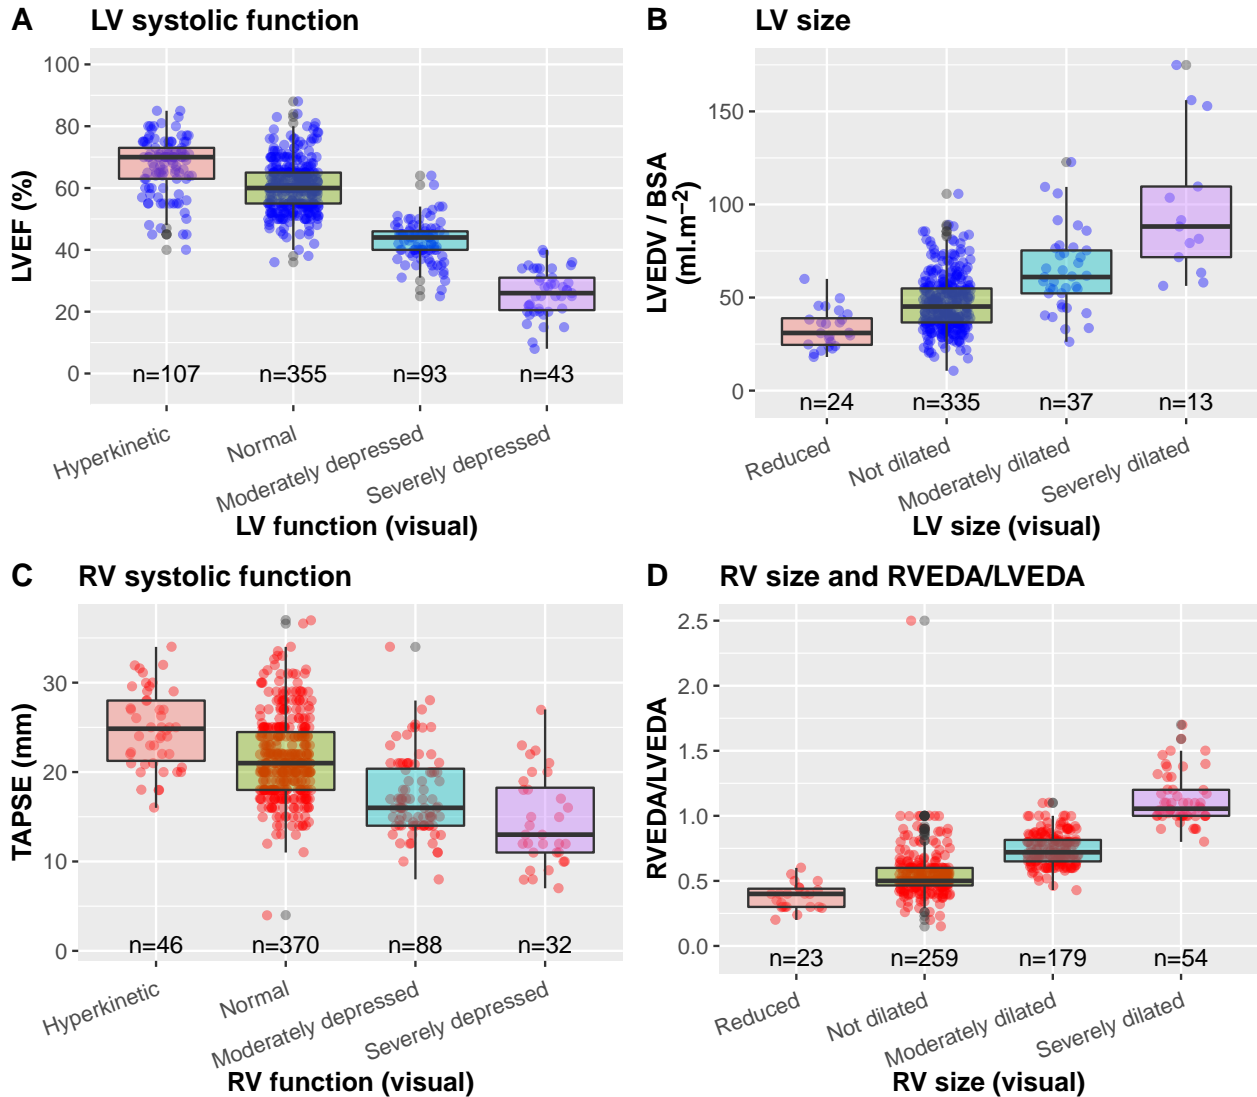 A LV systolic function
LVEF (%)
100
80
60
40
20
0
n=107 n=355 n=93 n=43
Hyperkinetic
Normal
Moderately depressed
Severely depressed
LV function (visual)
B LV size
LVEDV / BSA
(ml.m−2)
150
100
50
0
n=24 n=335 n=37 n=13
Reduced
Not dilated
Moderately dilated
Severely dilated
LV size (visual)
C RV systolic function
TAPSE (mm)
30
20
10
0
n=46 n=370 n=88 n=32
Hyperkinetic
Normal
Moderately depressed
Severely depressed
RV function (visual)
D RV size and RVEDA/LVEDA
RVEDA/LVEDA
2.5
2.0
1.5
1.0
0.5
0.0
n=23 n=259 n=179 n=54
Reduced
Not dilated
Moderately dilated
Severely dilated
RV size (visual)